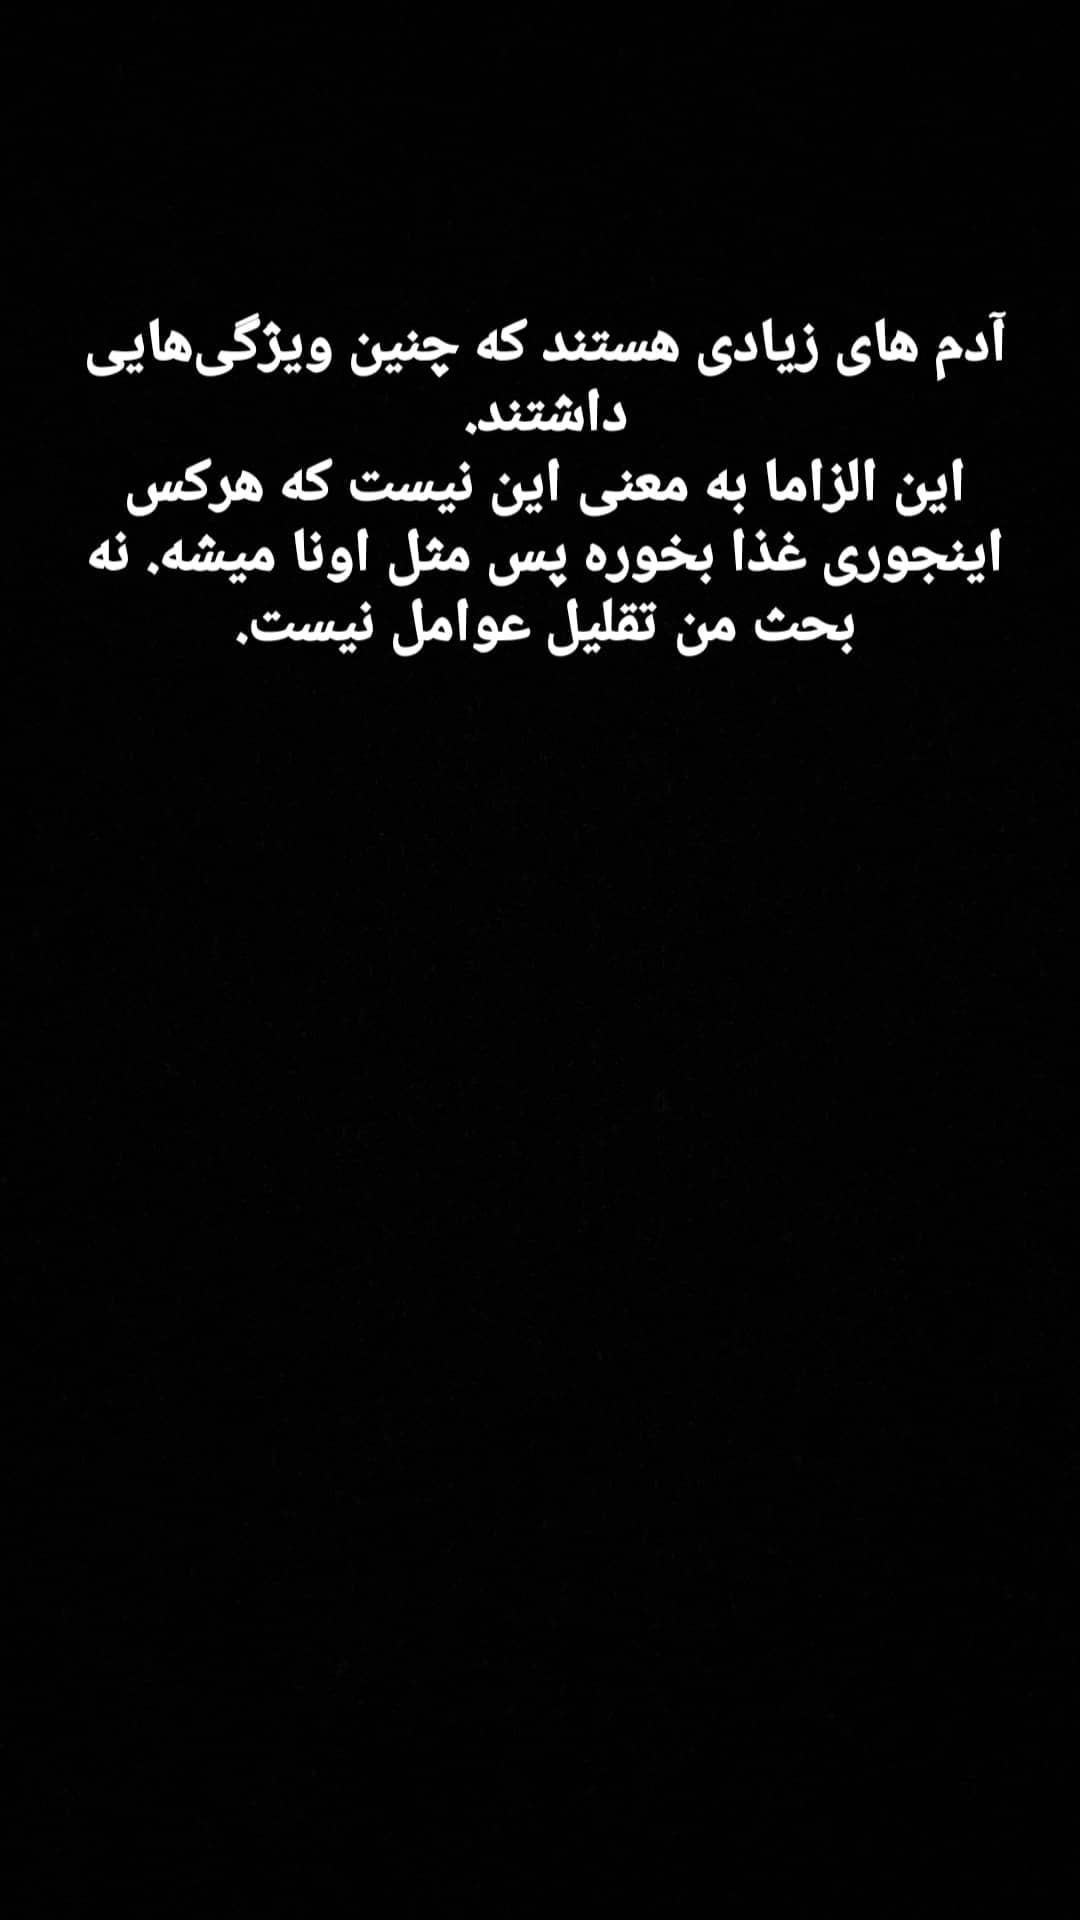 آدم های زیادی هستند که چنین ویژگی‌هایی
داشتند.
این الزاما به معنی این نیست که هرکس
اینجوری غذا بخوره پس مثل اونا میشه. نه
بحث من تقلیل عوامل نیست.